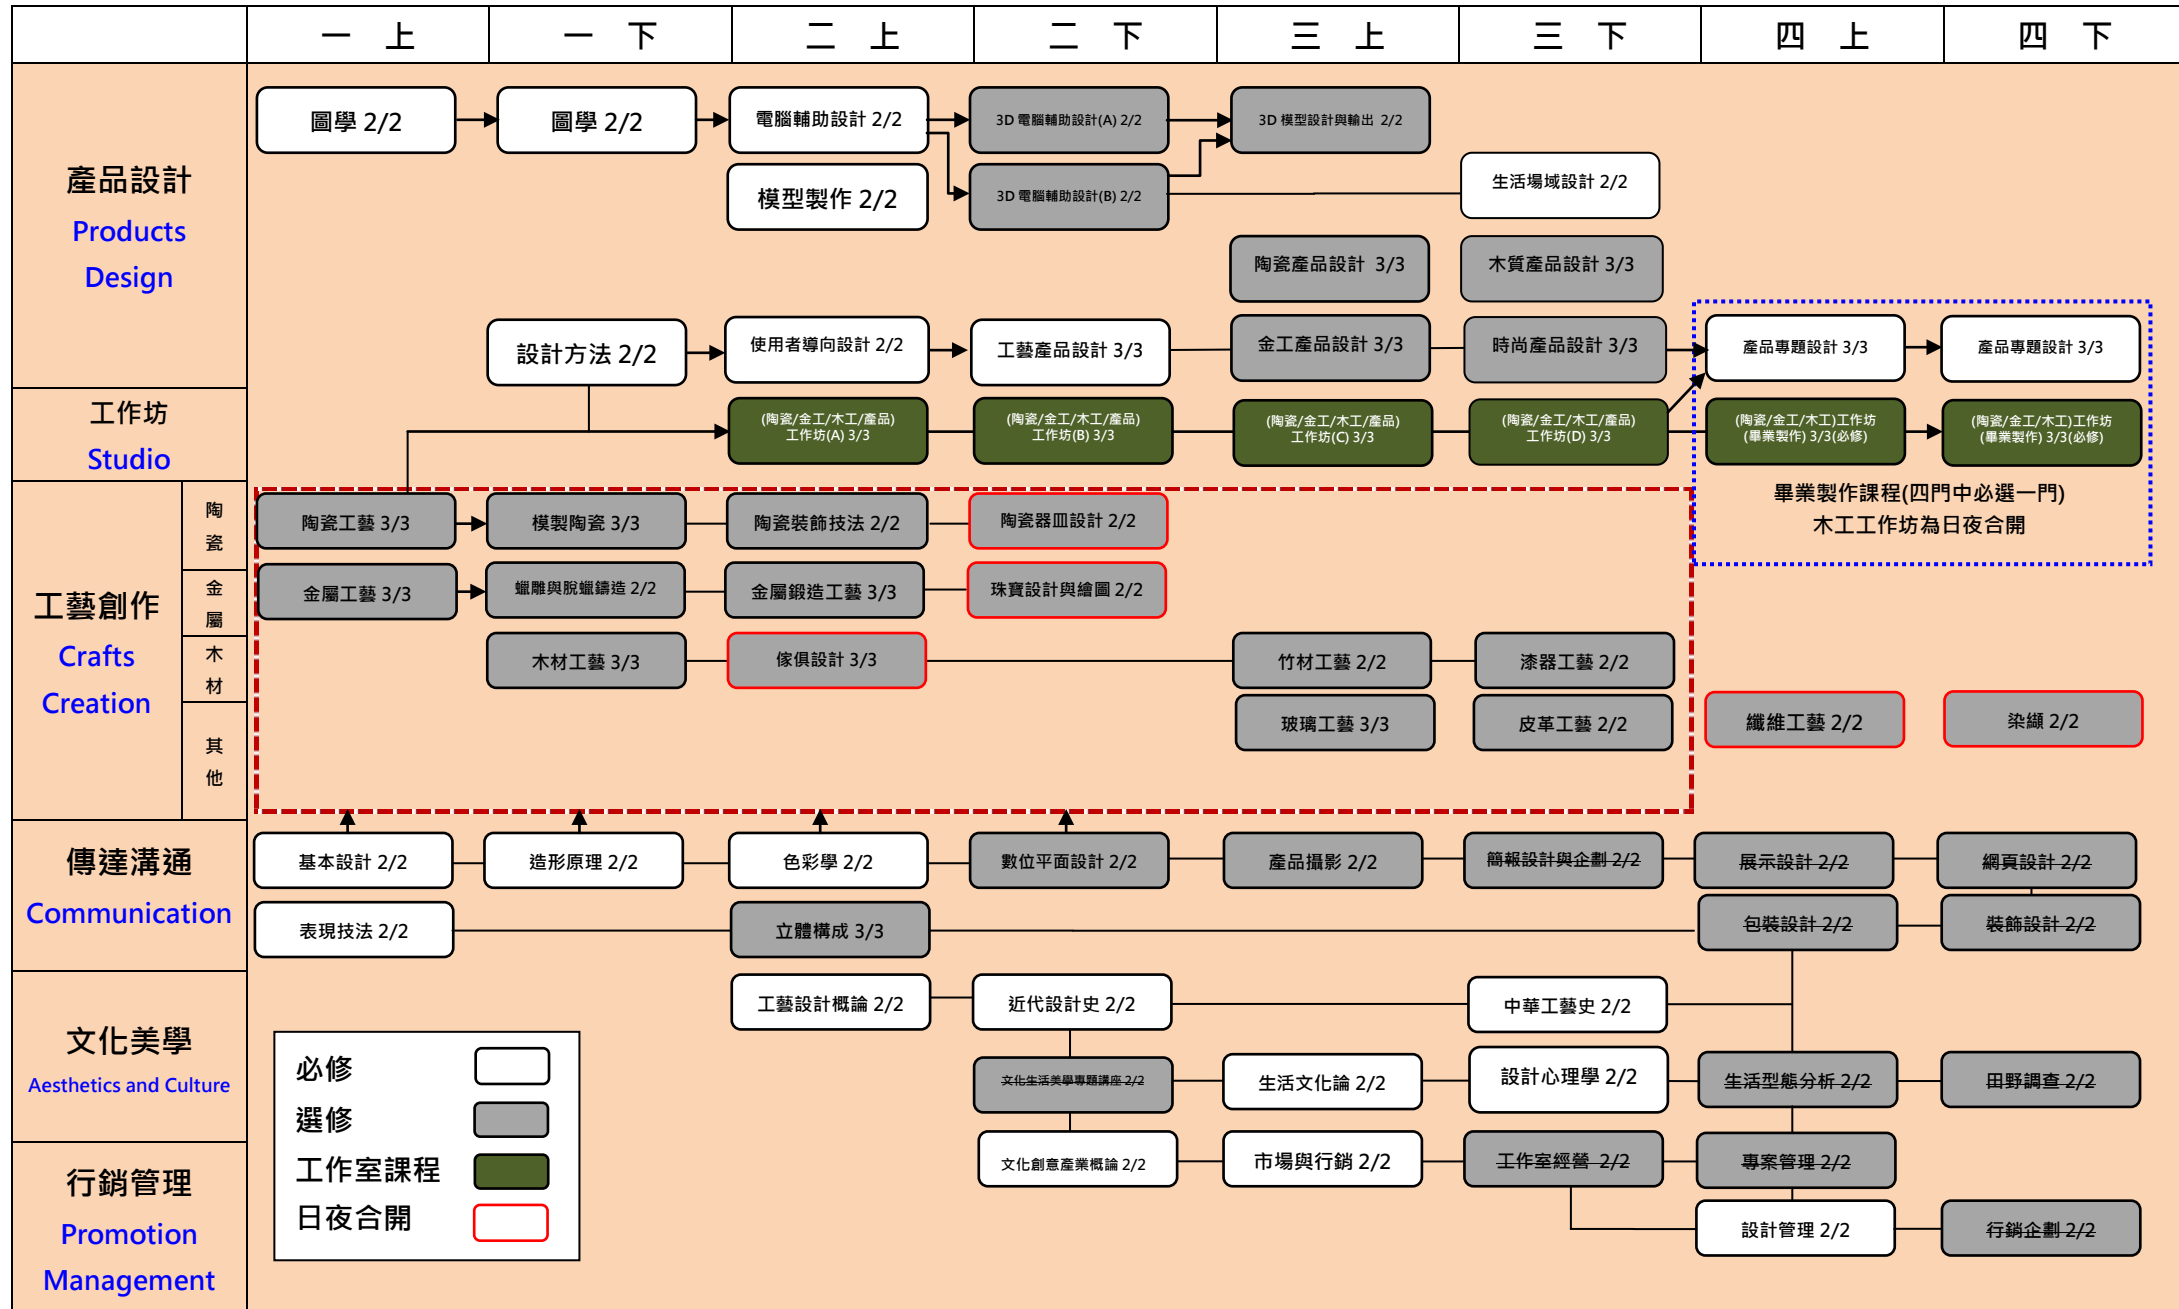 一 上
一 下
二 上
二 下
三 上
三 下
四 上
四 下
產品設計
Products
Design
圖學 2/2
圖學 2/2
電腦輔助設計 2/2
3D 電腦輔助設計(A) 2/2
3D 模型設計與輸出 2/2
模型製作 2/2
3D 電腦輔助設計(B) 2/2
生活場域設計 2/2
陶瓷產品設計 3/3
木質產品設計 3/3
設計方法 2/2
使用者導向設計 2/2
工藝產品設計 3/3
金工產品設計 3/3
時尚產品設計 3/3
產品專題設計 3/3
產品專題設計 3/3
工作坊
Studio
(陶瓷/金工/木工/產品)
工作坊(A) 3/3
(陶瓷/金工/木工/產品)
工作坊(B) 3/3
(陶瓷/金工/木工/產品)
工作坊(C) 3/3
(陶瓷/金工/木工/產品)
工作坊(D) 3/3
(陶瓷/金工/木工)工作坊
(畢業製作) 3/3(必修)
(陶瓷/金工/木工)工作坊
(畢業製作) 3/3(必修)
畢業製作課程(四門中必選一門)
木工工作坊為日夜合開
工藝創作
Crafts
Creation
陶
瓷
陶瓷工藝 3/3
模製陶瓷 3/3
陶瓷裝飾技法 2/2
陶瓷器皿設計 2/2
金
屬
金屬工藝 3/3
蠟雕與脫蠟鑄造 2/2
金屬鍛造工藝 3/3
珠寶設計與繪圖 2/2
木
材
木材工藝 3/3
傢俱設計 3/3
竹材工藝 2/2
漆器工藝 2/2
其
他
玻璃工藝 3/3
皮革工藝 2/2
纖維工藝 2/2
染纈 2/2
傳達溝通
Communication
基本設計 2/2
造形原理 2/2
色彩學 2/2
數位平面設計 2/2
產品攝影 2/2
簡報設計與企劃 2/2
展示設計 2/2
網頁設計 2/2
表現技法 2/2
立體構成 3/3
包裝設計 2/2
裝飾設計 2/2
文化美學
Aesthetics and Culture
工藝設計概論 2/2
近代設計史 2/2
中華工藝史 2/2
文化生活美學專題講座 2/2
生活文化論 2/2
設計心理學 2/2
生活型態分析 2/2
田野調查 2/2
行銷管理
Promotion
Management
文化創意產業概論 2/2
市場與行銷 2/2
工作室經營 2/2
專案管理 2/2
設計管理 2/2
行銷企劃 2/2
必修
選修
工作室課程
日夜合開